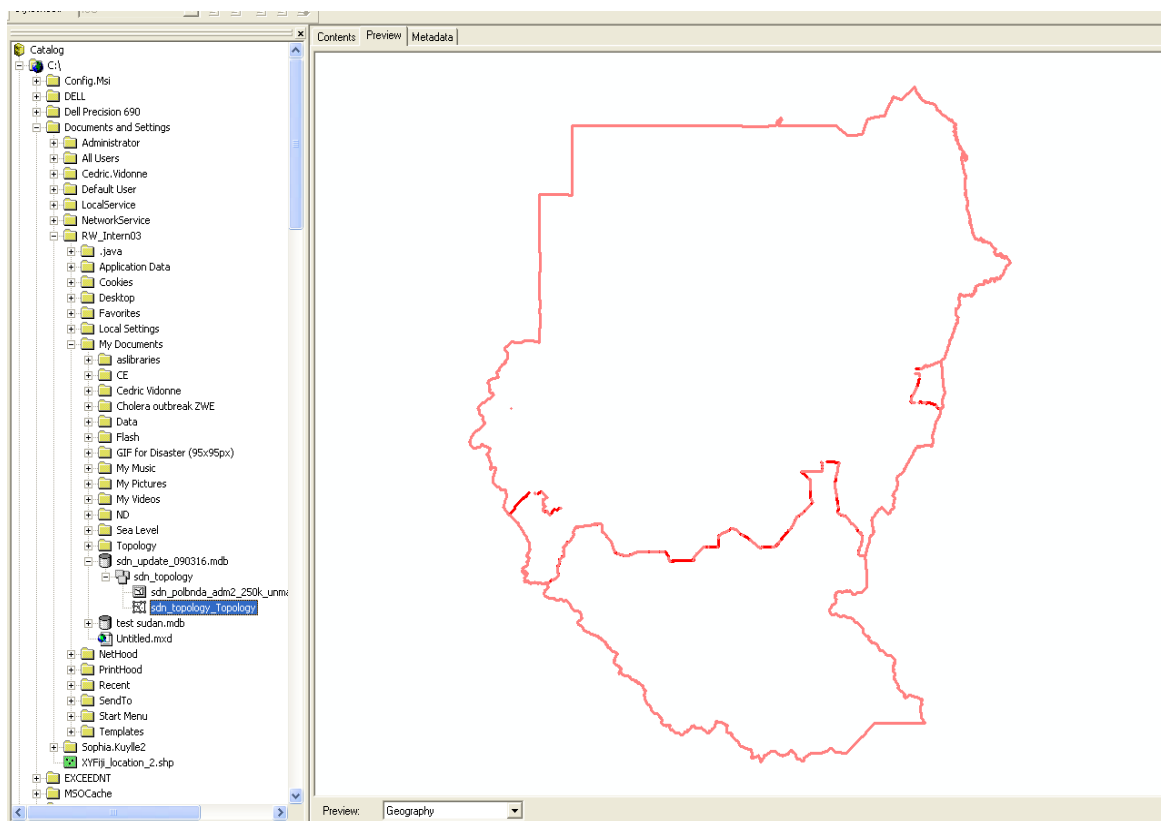 Contents Preview Metadata
Catalog
C:\
Config.Msi
DELL
Dell Precision 690
Documents and Settings
Administrator
All Users
Cedric.Vidonne
Default User
LocalService
NetworkService
RW_Intern03
.java
Application Data
Cookies
Desktop
Favorites
Local Settings
My Documents
aslibraries
CE
Cedric Vidonne
Cholera outbreak ZWE
Data
Flash
GIF for Disaster (95x95px)
My Music
My Pictures
My Videos
ND
Sea Level
Topology
sdn_update_090316.mdb
sdn_topology
sdn_polbnda_adm2_250k_unma
sdn_topology_Topology
test sudan.mdb
Untitled.mxd
NetHood
PrintHood
Recent
SendTo
Start Menu
Templates
Sophia.Kuylle2
XYFiji_location_2.shp
EXCEEDNT
MSOCache
Preview: Geography